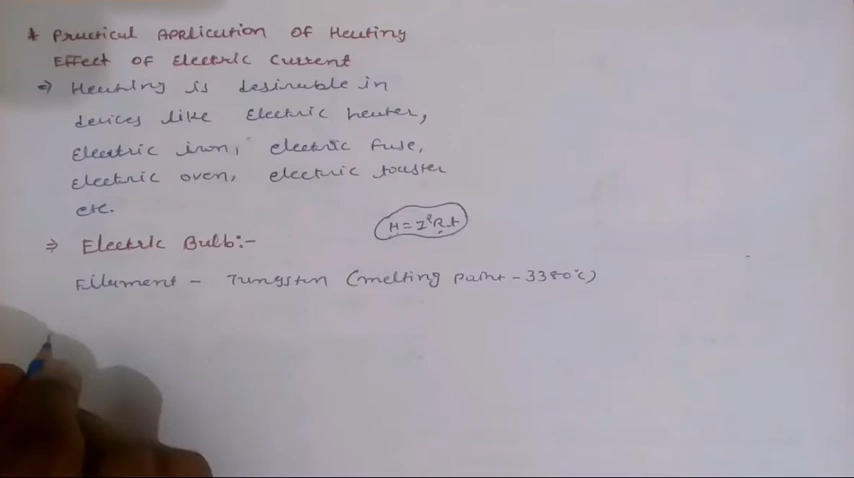 * Practical Application of Heating
Effect of Electric Current
⇒ Heating is desirable in
devices like Electric heater,
Electric iron, electric fuse,
Electric oven, electric toaster
etc.
H = I²Rt
⇒ Electric Bulb:-
Filament - Tungsten (melting point - 3380°C)